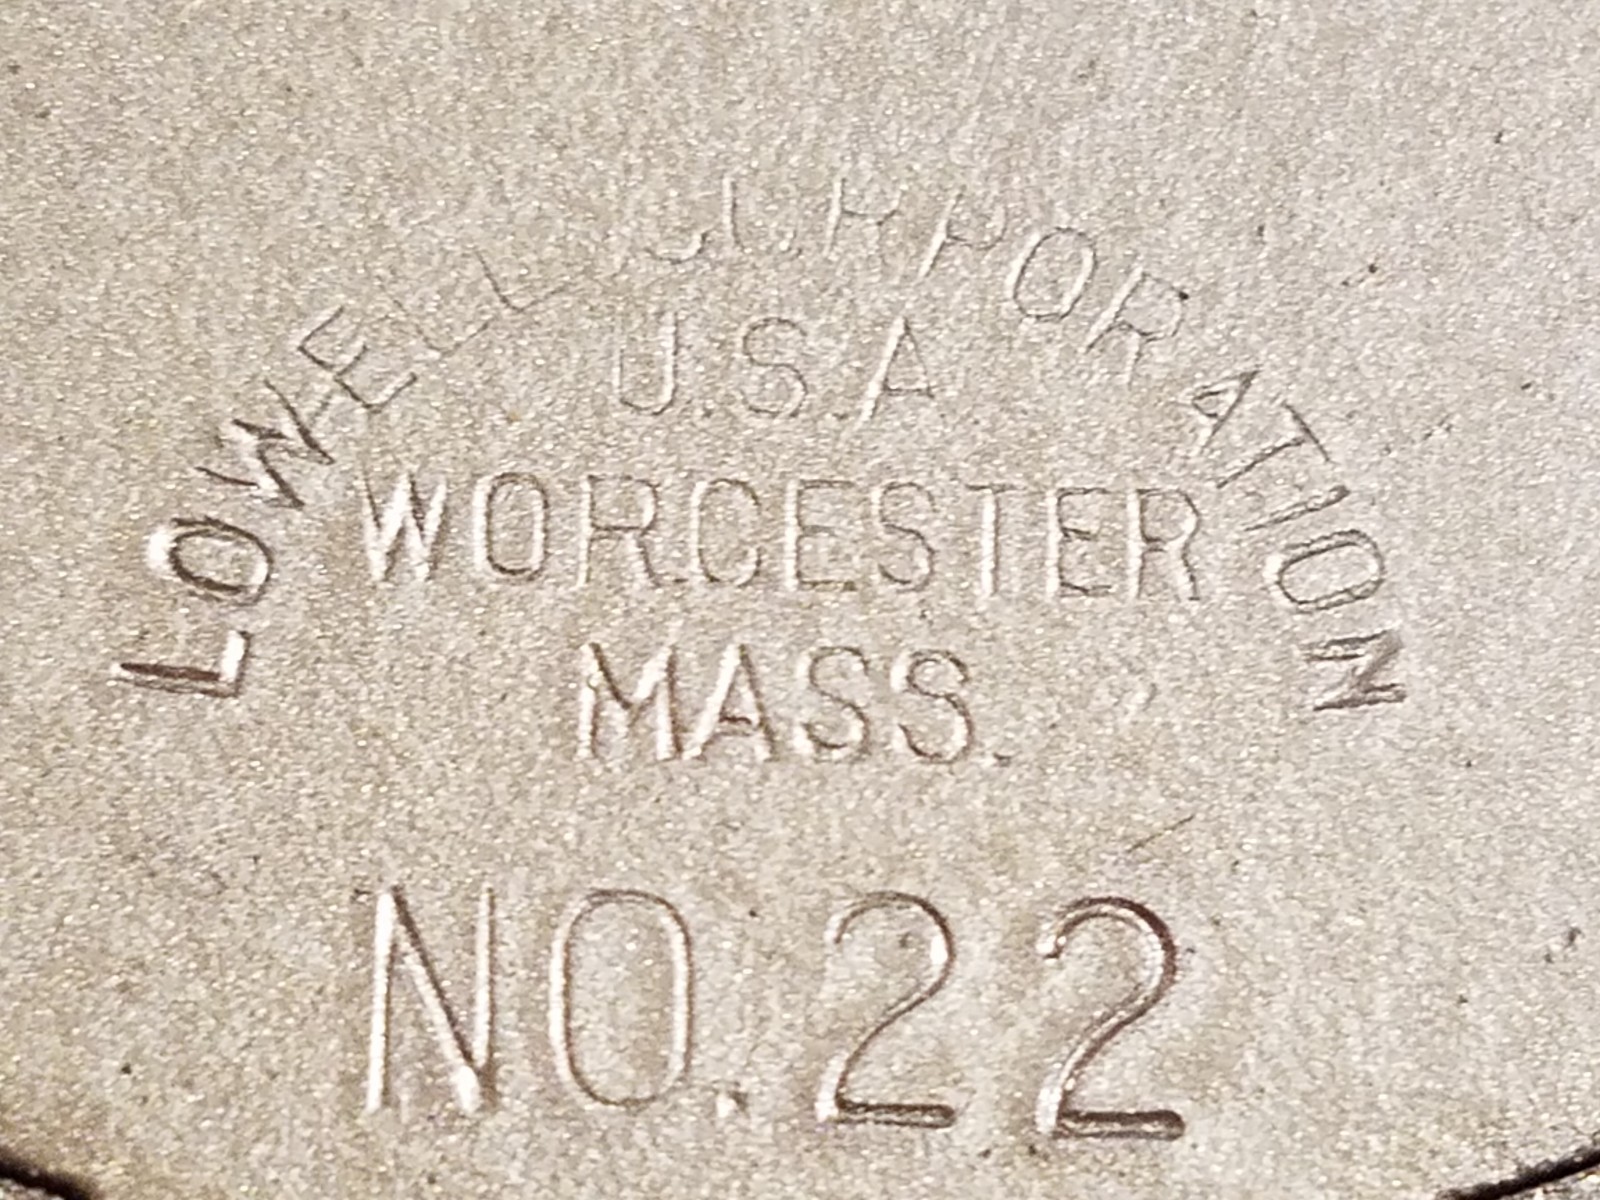 LOWELL CORPORATION
U.S.A
WORCESTER
MASS.
NO. 22